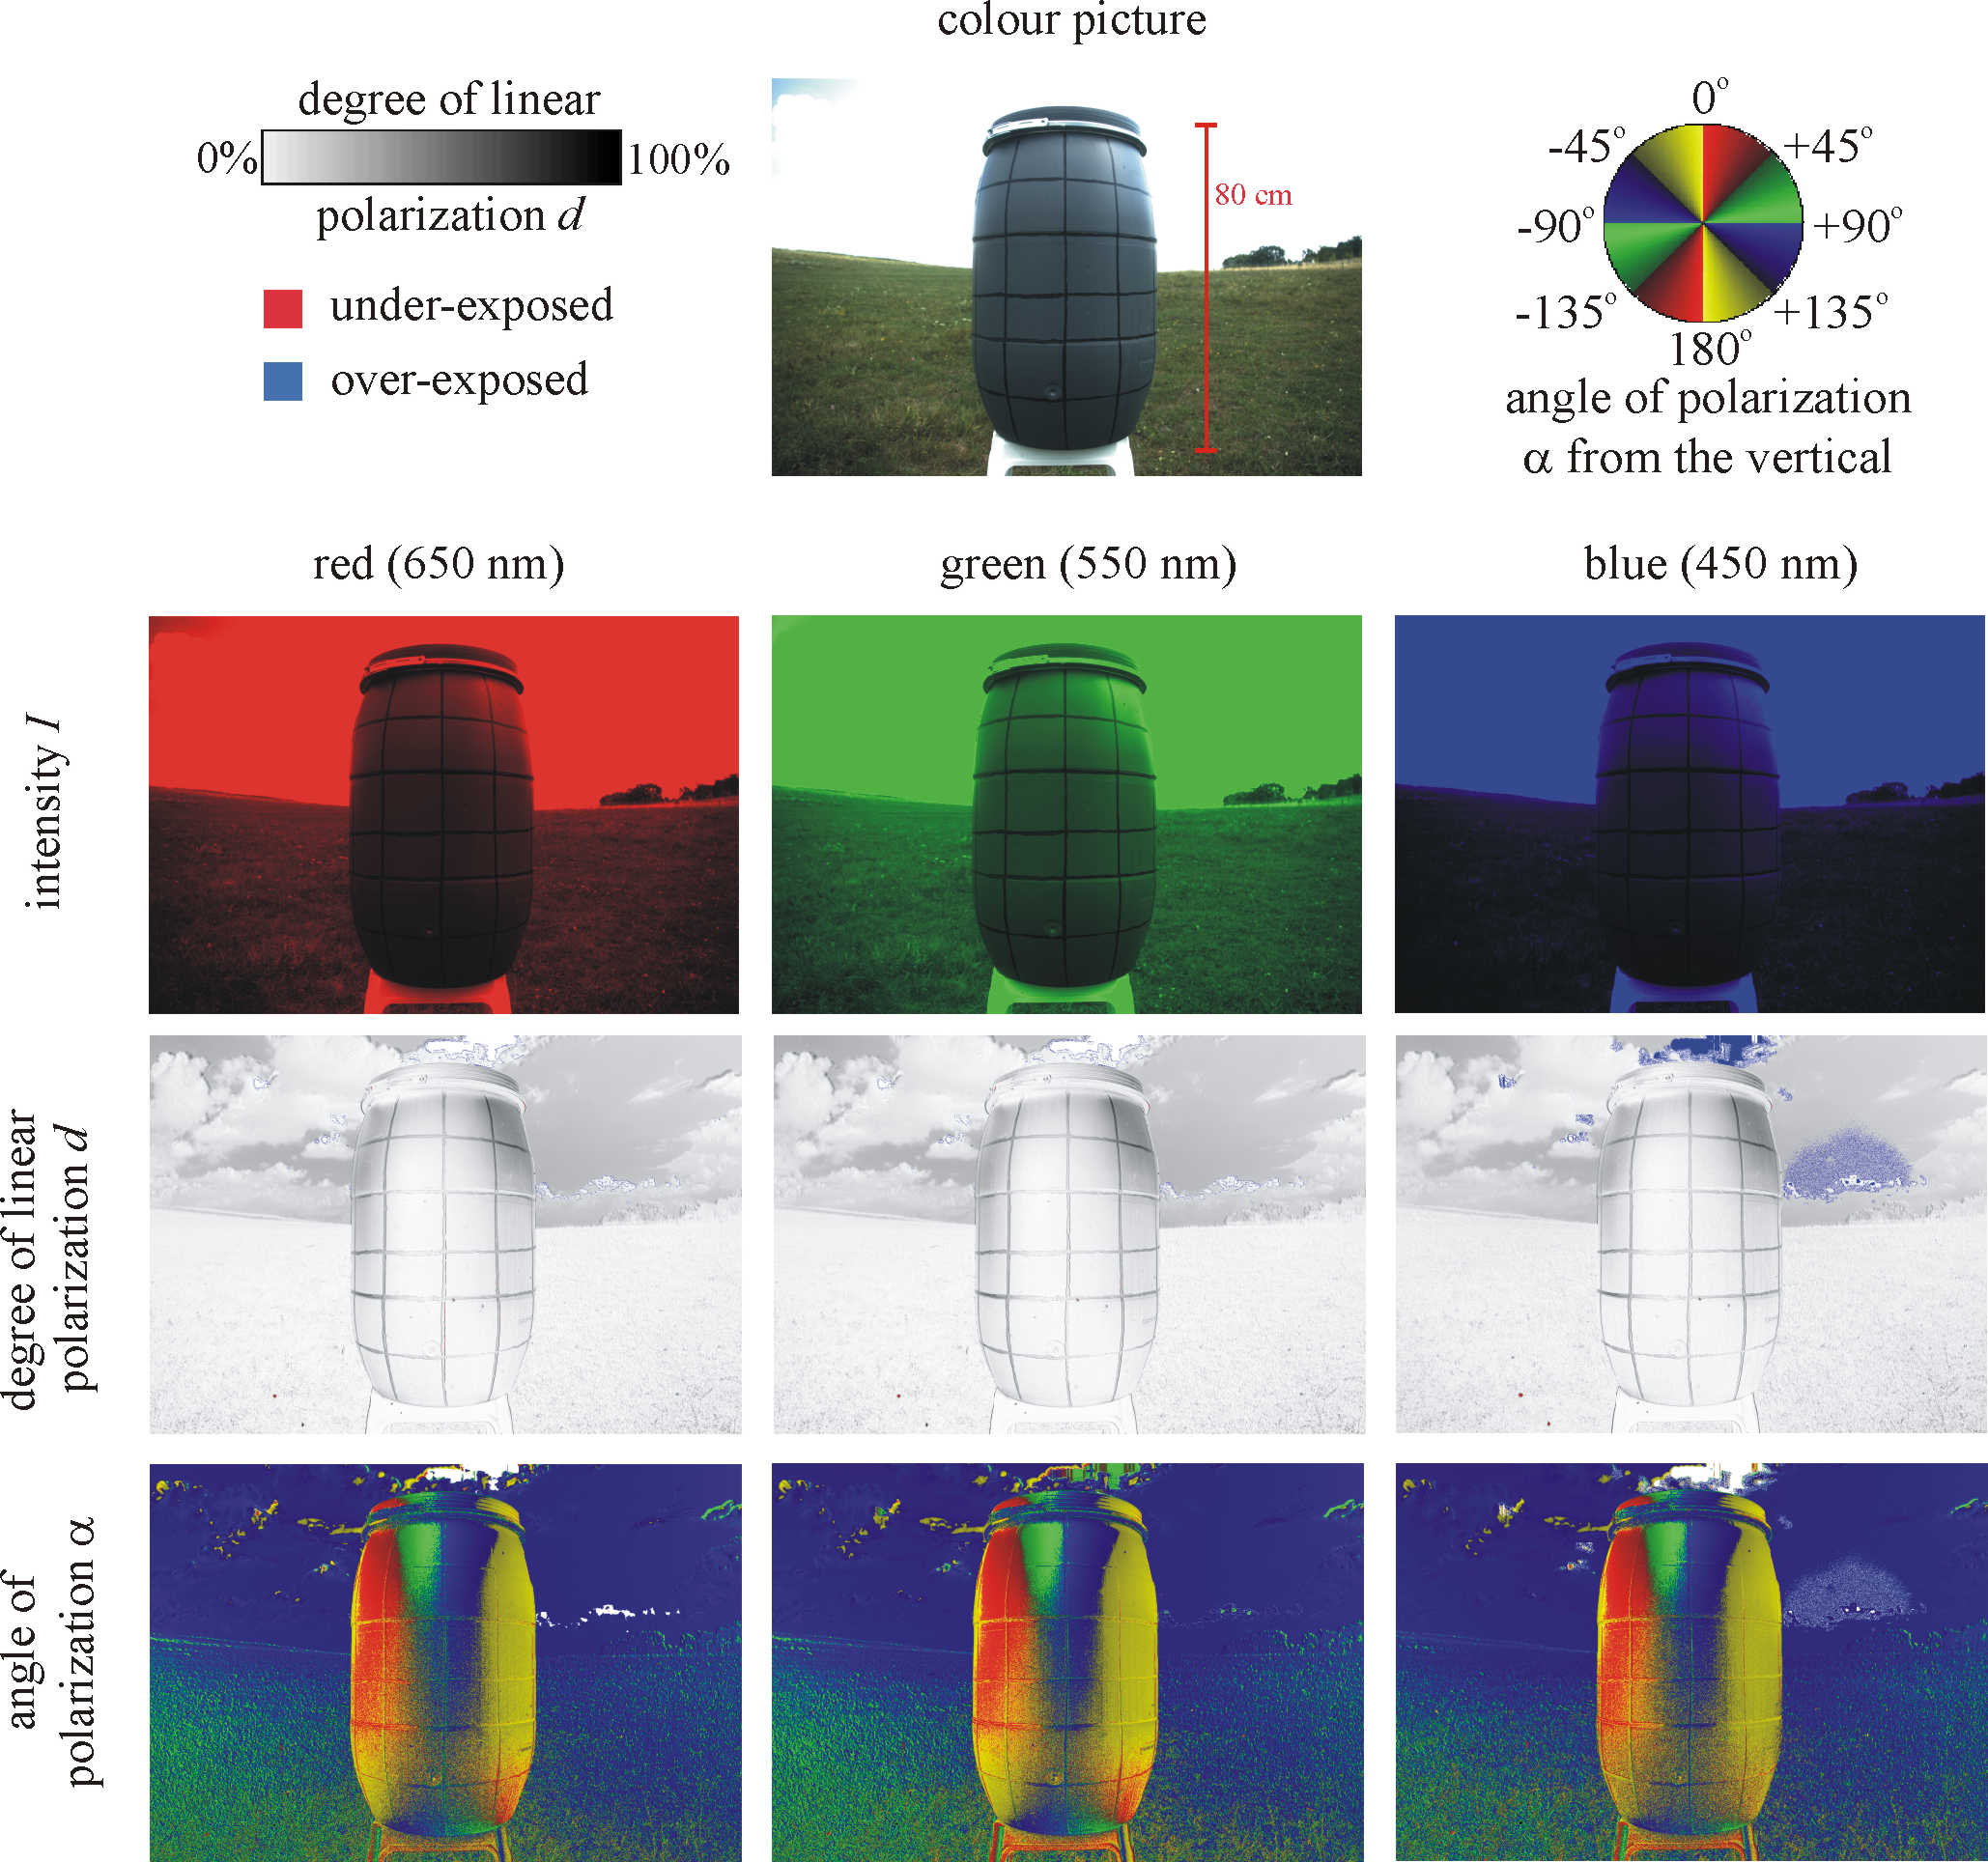 colour picture
degree of linear
0% 100%
polarization d
under-exposed
over-exposed
80 cm
0°
-45° +45°
-90° +90°
-135° +135°
180°
angle of polarization
α from the vertical
red (650 nm) green (550 nm) blue (450 nm)
intensity I
degree of linear
polarization d
angle of
polarization α